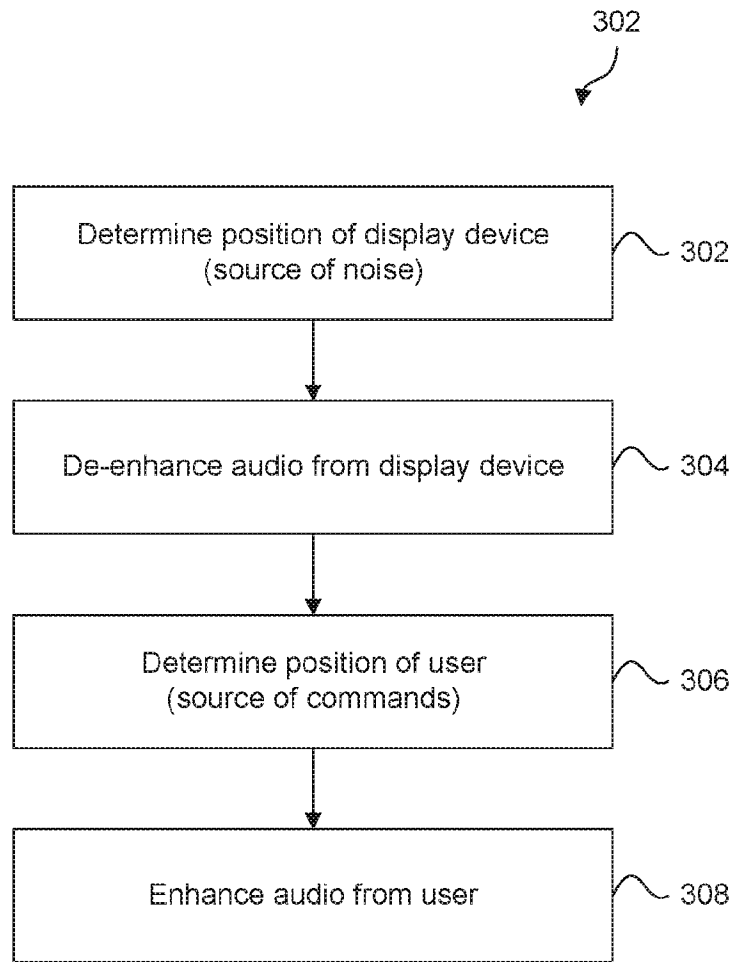 302
Determine position of display device
(source of noise)
302
De-enhance audio from display device
304
Determine position of user
(source of commands)
306
Enhance audio from user
308